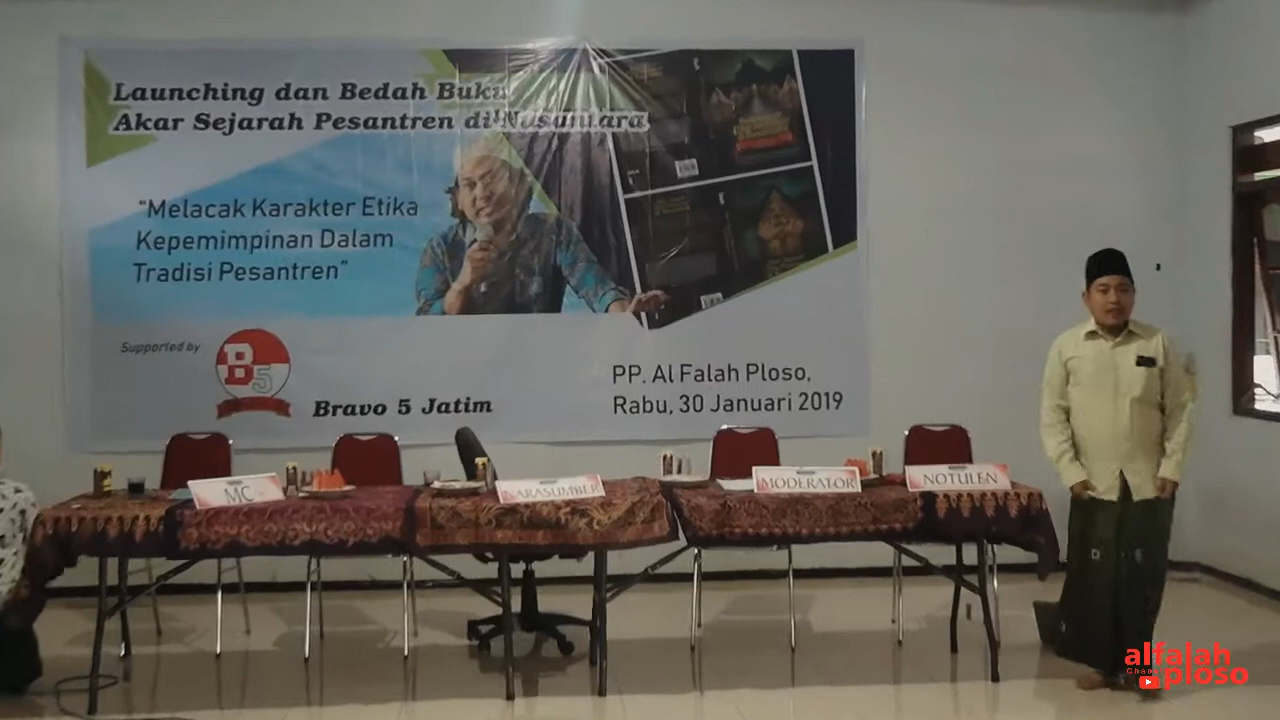 Launching dan Bedah Buku
Akar Sejarah Pesantren di Nusantara
"Melacak Karakter Etika
Kepemimpinan Dalam
Tradisi Pesantren"
Supported by
B5
Bravo 5 Jatim
PP. Al Falah Ploso,
Rabu, 30 Januari 2019
MC
NARASUMBER
MODERATOR
NOTULEN
alfalah
ploso